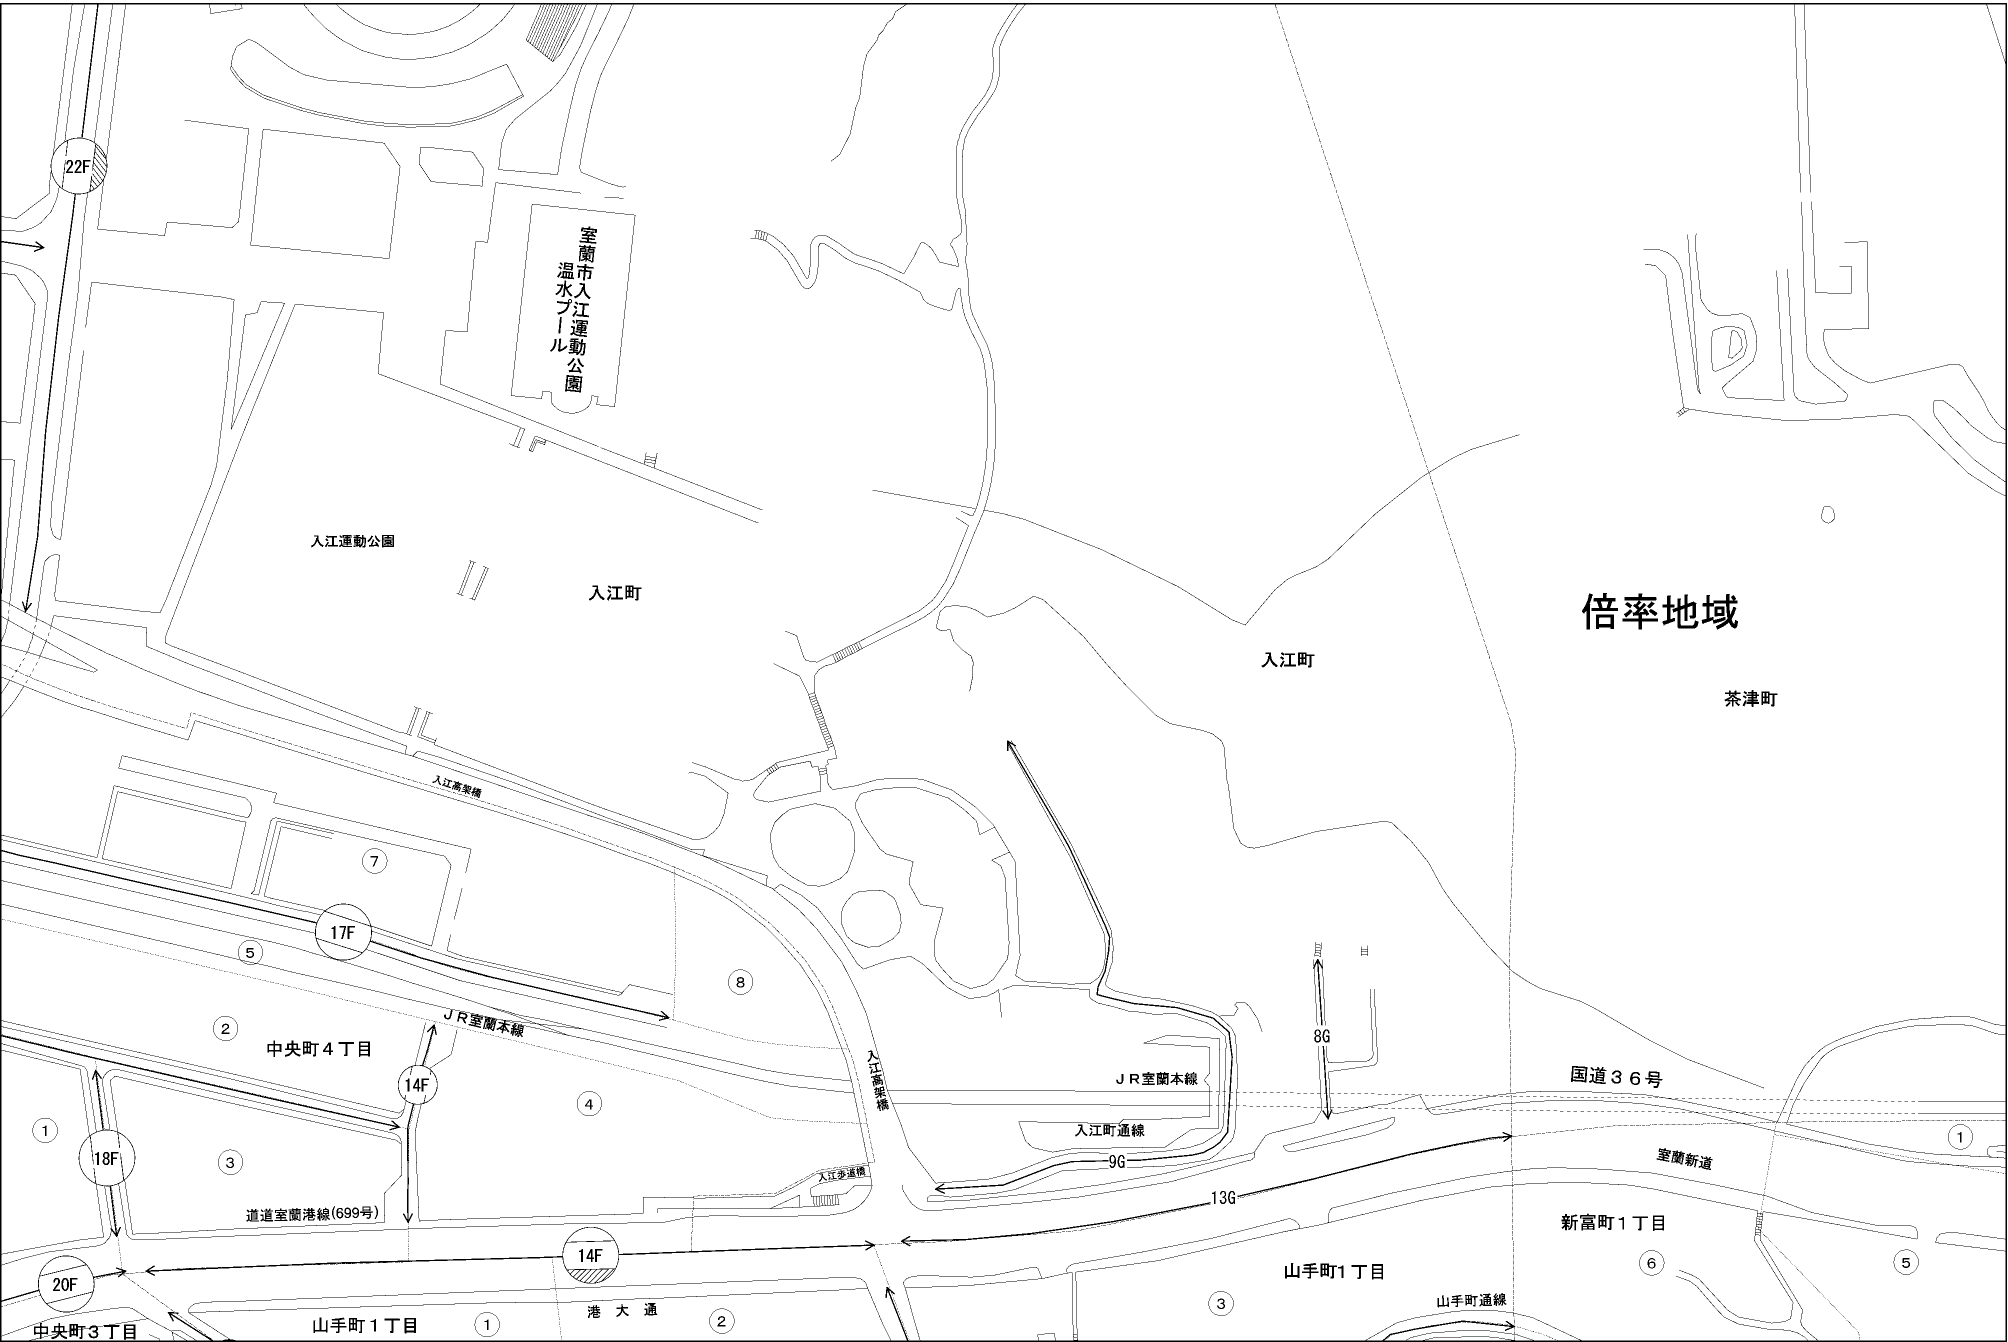 22F
室蘭市入江運動公園
温水プール
入江運動公園
入江町
倍率地域
入江町
茶津町
入江高架橋
⑦
17F
⑤
⑧
②
中央町４丁目
ＪＲ室蘭本線
14F
入江高架橋
8G
ＪＲ室蘭本線
国道３６号
④
①
18F
③
入江町通線
9G
①
室蘭新道
入江歩道橋
道道室蘭港線(699号)
13G
新富町１丁目
14F
20F
⑥
⑤
山手町１丁目
③
山手町通線
港大通
中央町３丁目
山手町１丁目
①
②